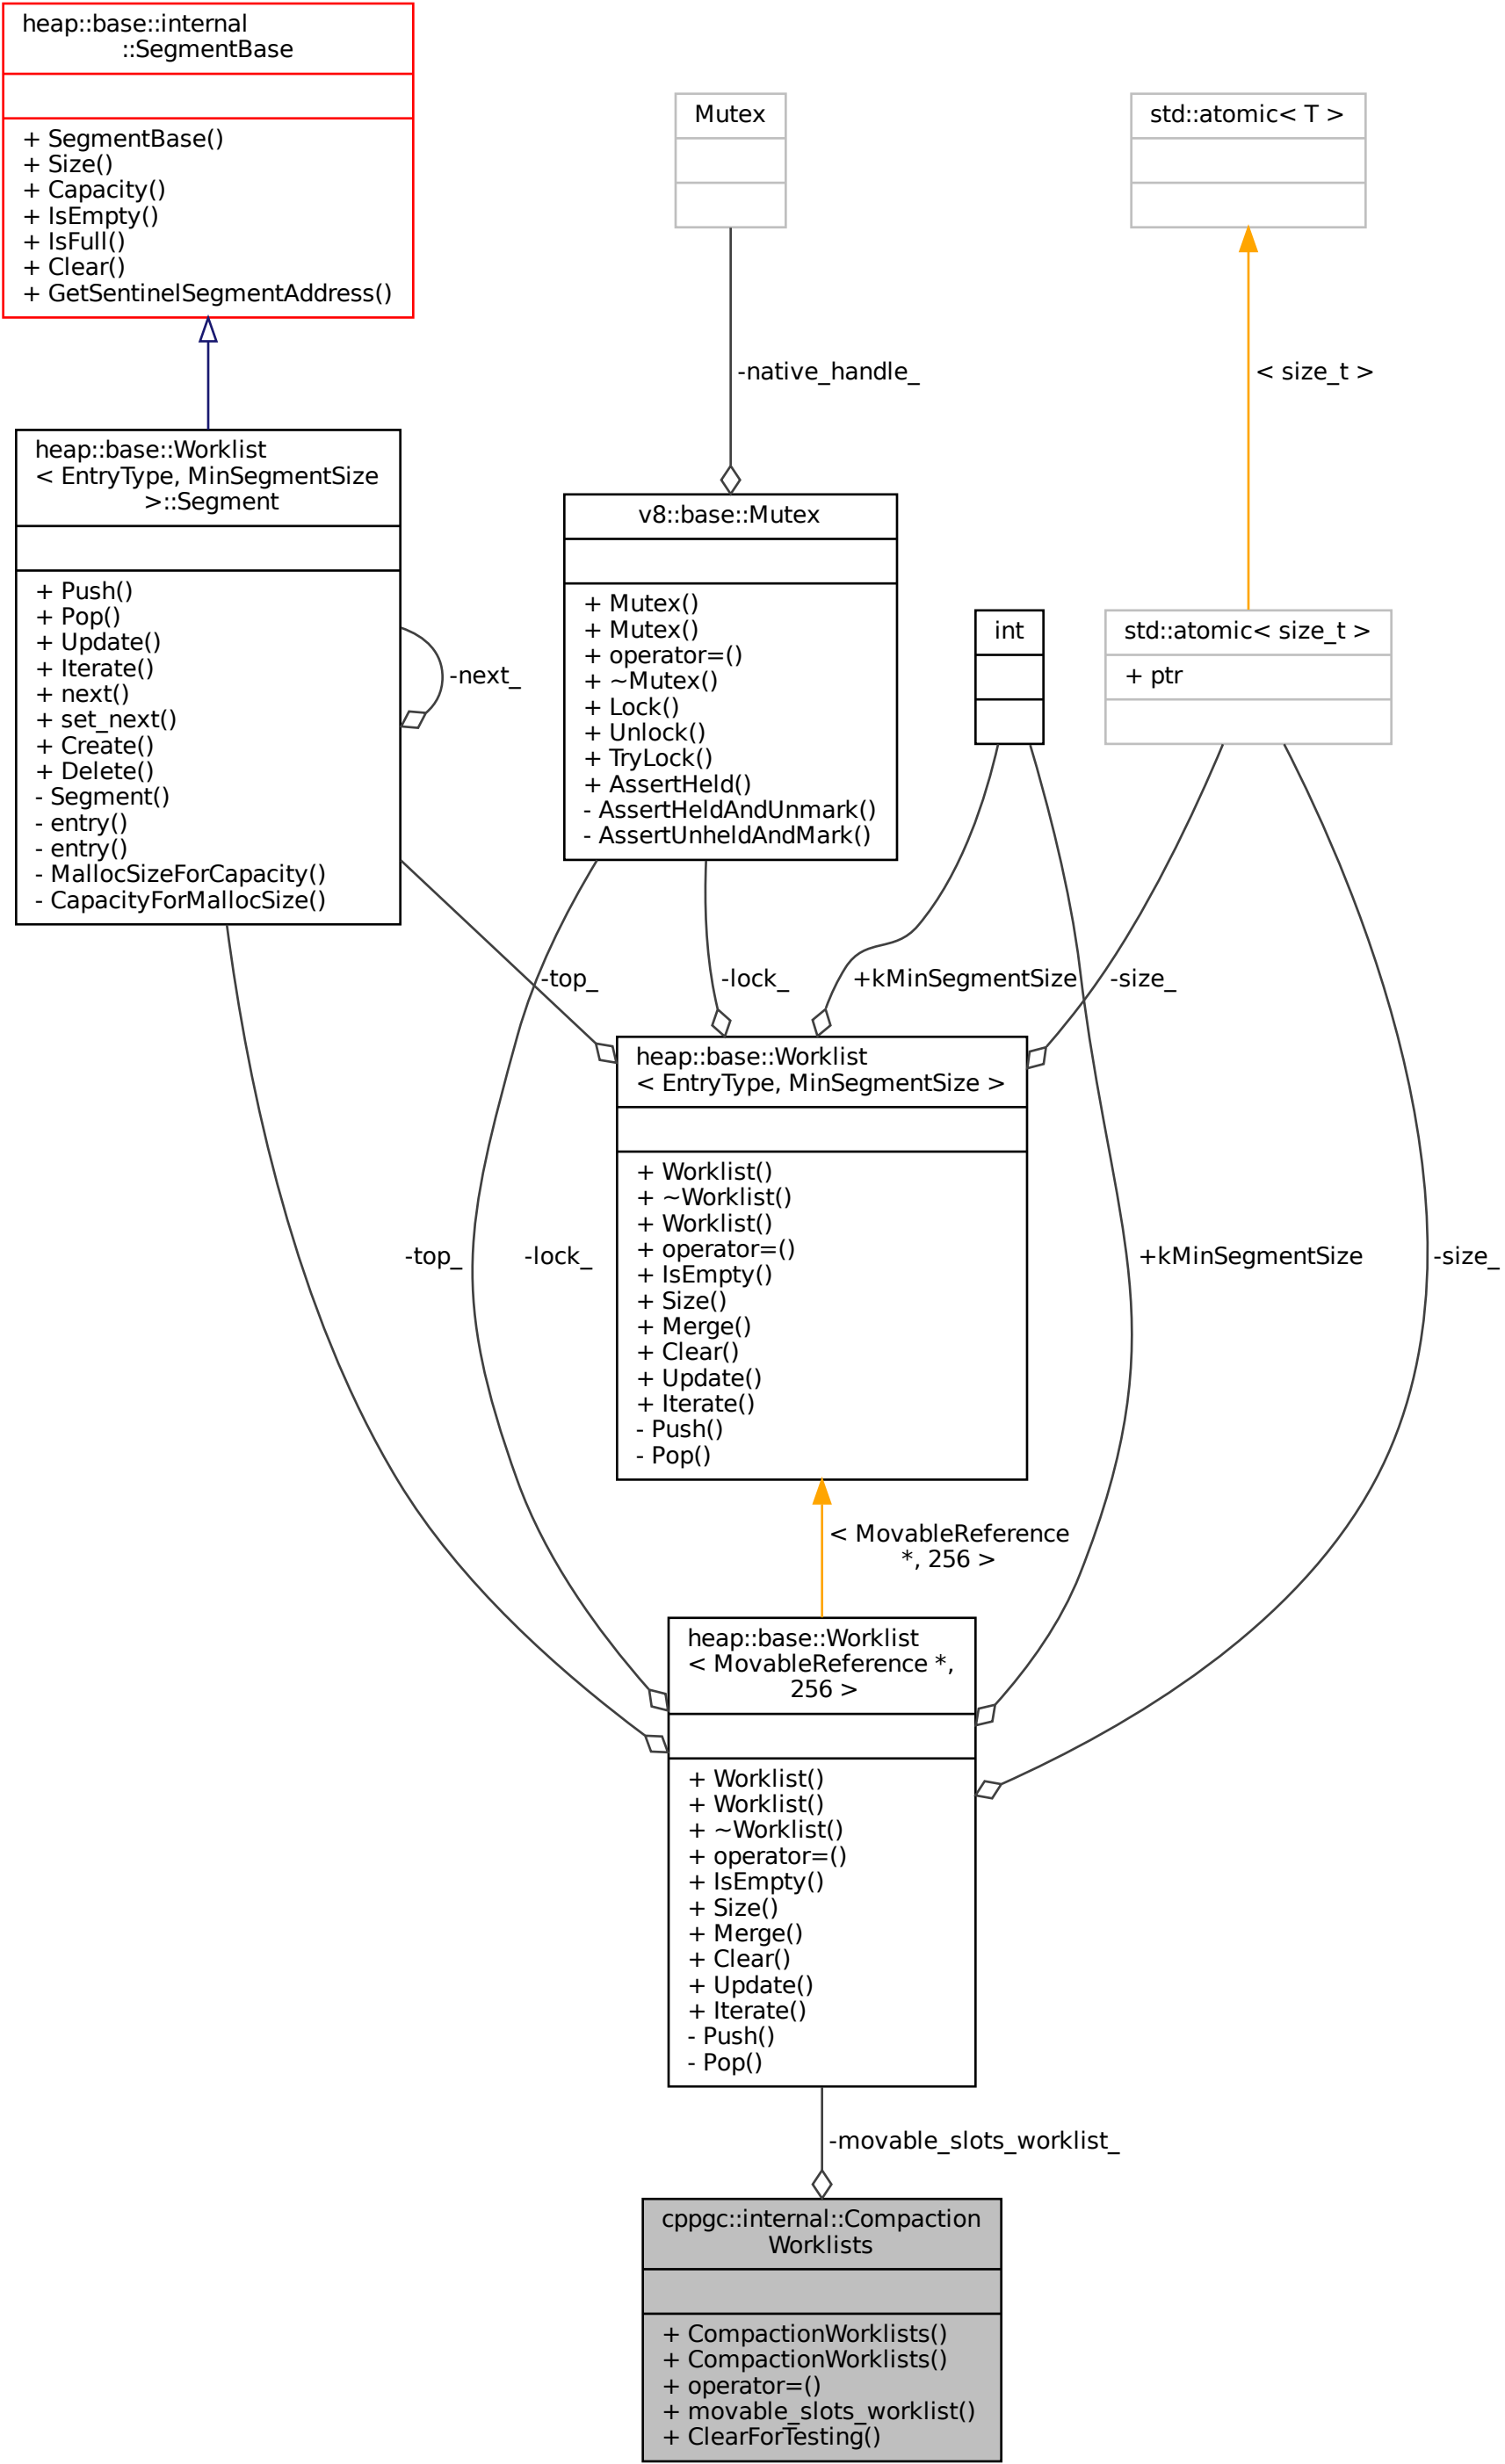 heap::base::internal
::SegmentBase
+ SegmentBase()
+ Size()
+ Capacity()
+ IsEmpty()
+ IsFull()
+ Clear()
+ GetSentinelSegmentAddress()
Mutex
std::atomic< T >
-native_handle_
< size_t >
heap::base::Worklist
< EntryType, MinSegmentSize
>::Segment
+ Push()
+ Pop()
+ Update()
+ Iterate()
+ next()
+ set_next()
+ Create()
+ Delete()
- Segment()
- entry()
- entry()
- MallocSizeForCapacity()
- CapacityForMallocSize()
-next_
v8::base::Mutex
+ Mutex()
+ Mutex()
+ operator=()
+ ~Mutex()
+ Lock()
+ Unlock()
+ TryLock()
+ AssertHeld()
- AssertHeldAndUnmark()
- AssertUnheldAndMark()
int
std::atomic< size_t >
+ ptr
-top_
-lock_
+kMinSegmentSize
-size_
heap::base::Worklist
< EntryType, MinSegmentSize >
+ Worklist()
+ ~Worklist()
+ Worklist()
+ operator=()
+ IsEmpty()
+ Size()
+ Merge()
+ Clear()
+ Update()
+ Iterate()
- Push()
- Pop()
-top_
-lock_
+kMinSegmentSize
-size_
< MovableReference
*, 256 >
heap::base::Worklist
< MovableReference *,
256 >
+ Worklist()
+ Worklist()
+ ~Worklist()
+ operator=()
+ IsEmpty()
+ Size()
+ Merge()
+ Clear()
+ Update()
+ Iterate()
- Push()
- Pop()
-movable_slots_worklist_
cppgc::internal::Compaction
Worklists
+ CompactionWorklists()
+ CompactionWorklists()
+ operator=()
+ movable_slots_worklist()
+ ClearForTesting()